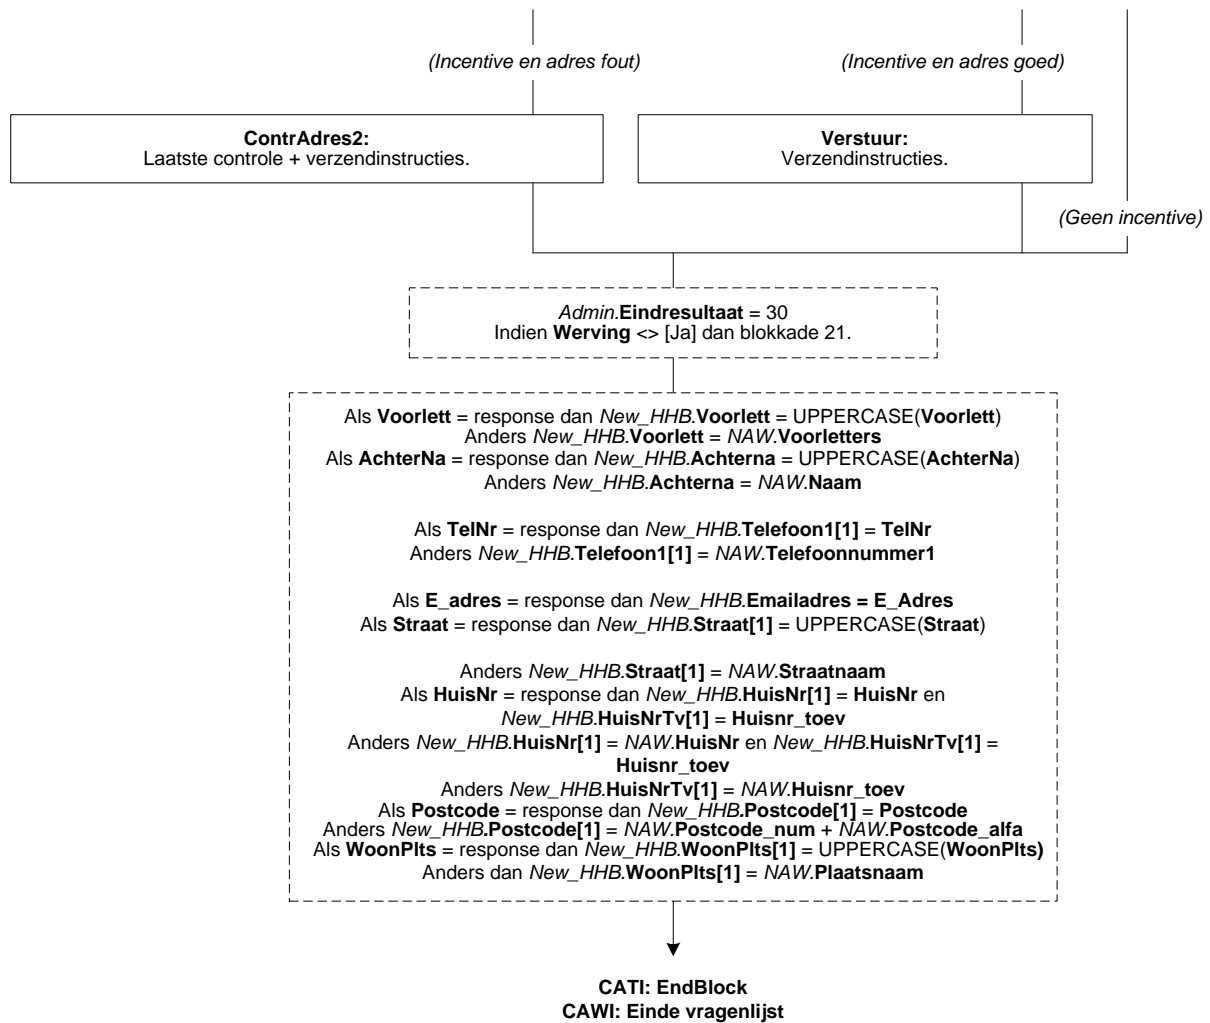 (Incentive en adres fout)
(Incentive en adres goed)
ContrAdres2:
Laatste controle + verzendinstructies.
Verstuur:
Verzendinstructies.
(Geen incentive)
Admin.Eindresultaat = 30
Indien Werving <> [Ja] dan blokkade 21.
Als Voorlett = response dan New_HHB.Voorlett = UPPERCASE(Voorlett)
Anders New_HHB.Voorlett = NAW.Voorletters
Als AchterNa = response dan New_HHB.Achterna = UPPERCASE(AchterNa)
Anders New_HHB.Achterna = NAW.Naam
Als TelNr = response dan New_HHB.Telefoon1[1] = TelNr
Anders New_HHB.Telefoon1[1] = NAW.Telefoonnummer1
Als E_adres = response dan New_HHB.Emailadres = E_Adres
Als Straat = response dan New_HHB.Straat[1] = UPPERCASE(Straat)
Anders New_HHB.Straat[1] = NAW.Straatnaam
Als HuisNr = response dan New_HHB.HuisNr[1] = HuisNr en
New_HHB.HuisNrTv[1] = Huisnr_toev
Anders New_HHB.HuisNr[1] = NAW.HuisNr en New_HHB.HuisNrTv[1] =
Huisnr_toev
Anders New_HHB.HuisNrTv[1] = NAW.Huisnr_toev
Als Postcode = response dan New_HHB.Postcode[1] = Postcode
Anders New_HHB.Postcode[1] = NAW.Postcode_num + NAW.Postcode_alfa
Als WoonPlts = response dan New_HHB.WoonPlts[1] = UPPERCASE(WoonPlts)
Anders dan New_HHB.WoonPlts[1] = NAW.Plaatsnaam
CATI: EndBlock
CAWI: Einde vragenlijst